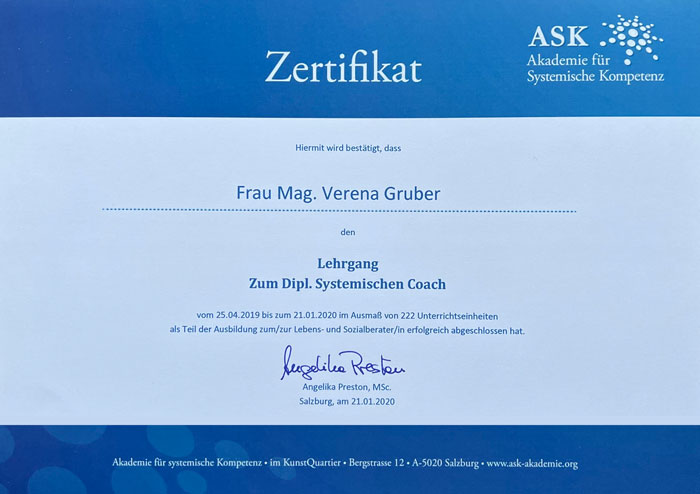 Zertifikat
ASK
Akademie für
Systemische Kompetenz
Hiermit wird bestätigt, dass
Frau Mag. Verena Gruber
den
Lehrgang
Zum Dipl. Systemischen Coach
vom 25.04.2019 bis zum 21.01.2020 im Ausmaß von 222 Unterrichtseinheiten
als Teil der Ausbildung zum/zur Lebens- und Sozialberater/in erfolgreich abgeschlossen hat.
Angelika Preston
Angelika Preston, MSc.
Salzburg, am 21.01.2020
Akademie für systemische Kompetenz • im KunstQuartier • Bergstrasse 12 • A-5020 Salzburg • www.ask-akademie.org